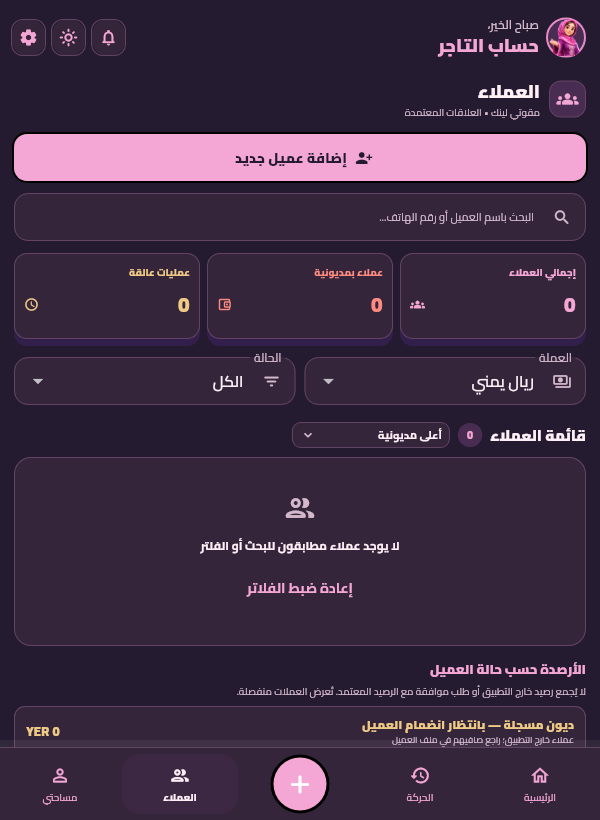 صباح الخير،
حساب التاجر
العملاء
مقوتي لينك • العلاقات المعتمدة
إضافة عميل جديد
البحث باسم العميل أو رقم الهاتف...
إجمالي العملاء
0
عملاء بمديونية
0
عمليات عالقة
0
العملة
ريال يمني
الحالة
الكل
قائمة العملاء
0
أعلى مديونية
لا يوجد عملاء مطابقون للبحث أو الفلتر
إعادة ضبط الفلاتر
الأرصدة حسب حالة العميل
لا يُجمع رصيد خارج التطبيق أو طلب موافقة مع الرصيد المعتمد. تُعرض العملات منفصلة.
ديون مسجلة — بانتظار انضمام العميل
YER 0
عملاء خارج التطبيق؛ راجع صافيهم في ملف العميل
الرئيسية
الحركة
العملاء
مساحتي